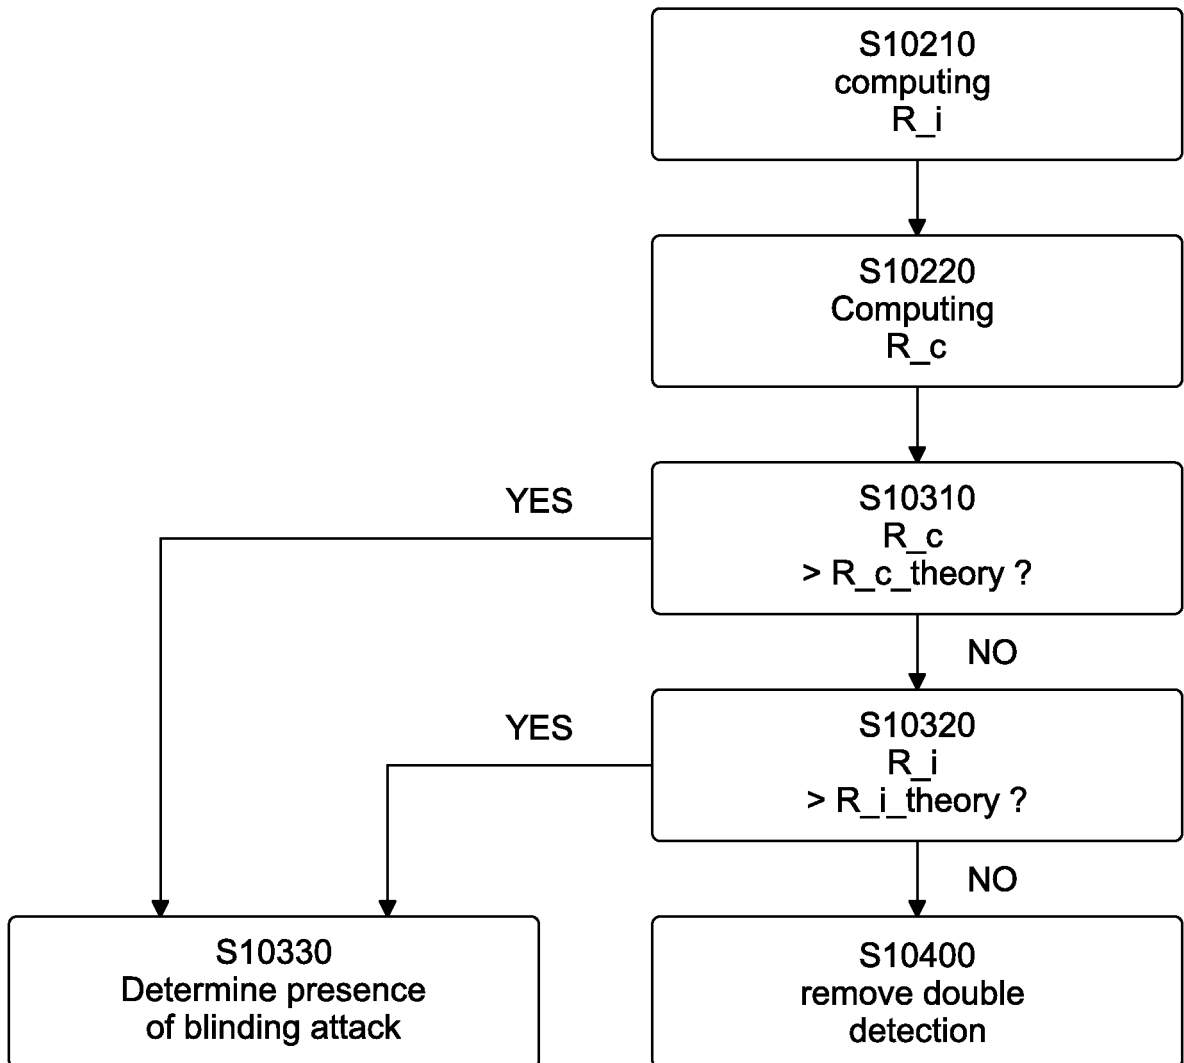 S10210
computing
R_i
S10220
Computing
R_c
YES
S10310
R_c
> R_c_theory ?
NO
YES
S10320
R_i
> R_i_theory ?
NO
S10330
Determine presence
of blinding attack
S10400
remove double
detection